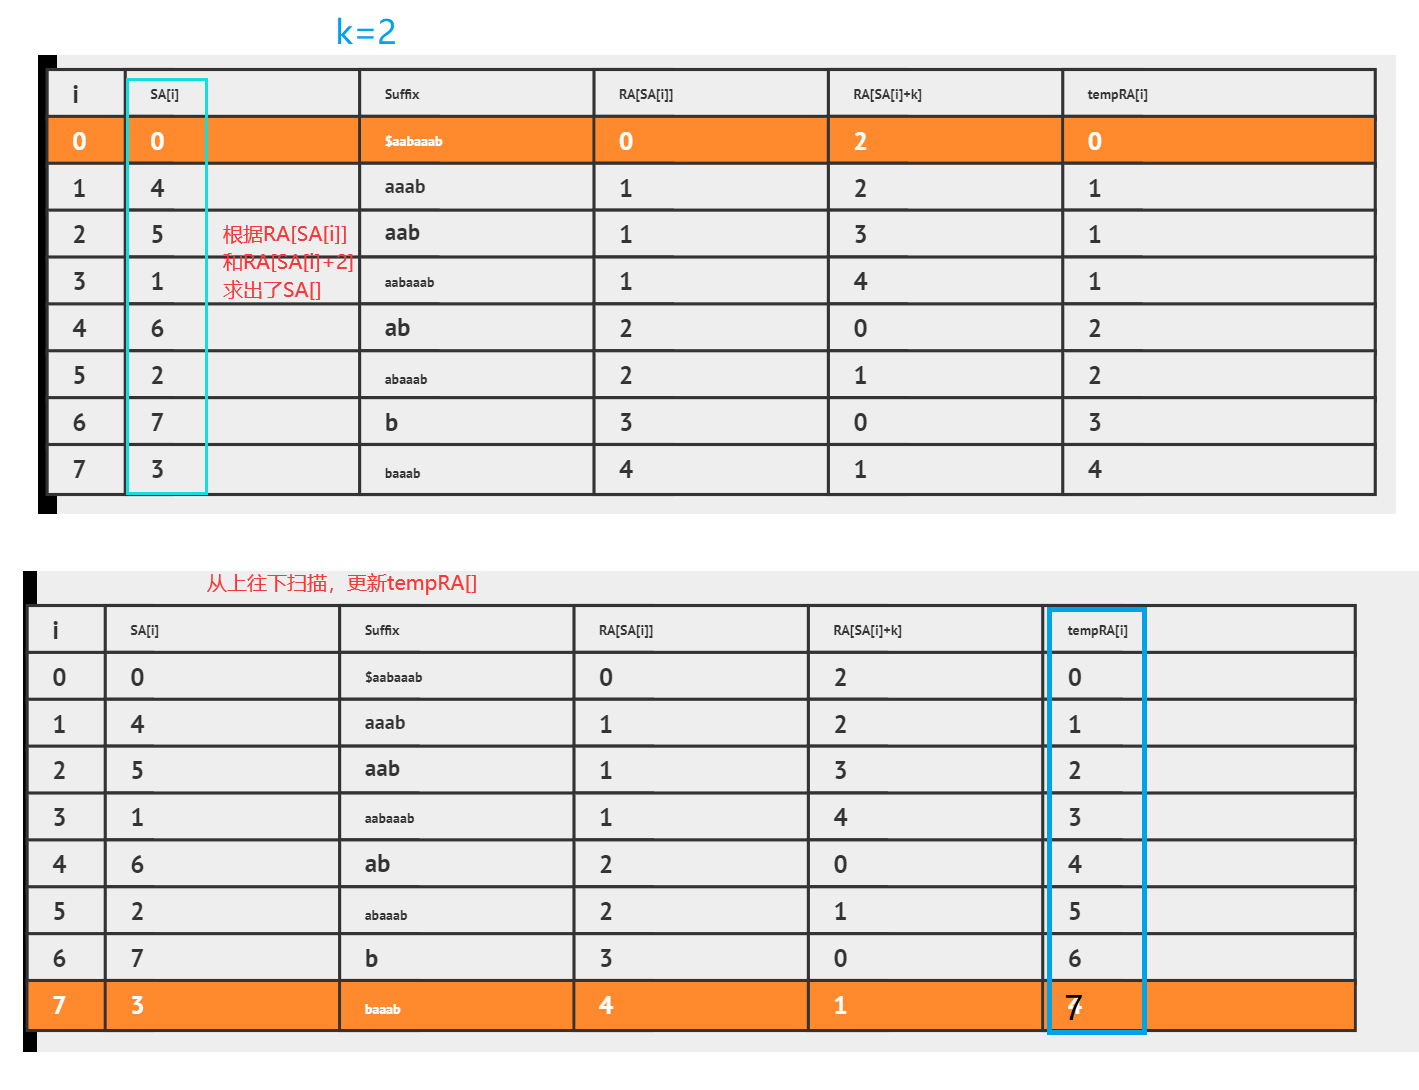 k=2
i SA[i] Suffix RA[SA[i]] RA[SA[i]+k] tempRA[i]
0 0 $aabaaab 0 2 0
1 4 aaab 1 2 1
2 5 aab 1 3 1
3 1 aabaaab 1 4 1
4 6 ab 2 0 2
5 2 abaaab 2 1 2
6 7 b 3 0 3
7 3 baaab 4 1 4
根据RA[SA[i]]
和RA[SA[i]+2]
求出了SA[]
从上往下扫描，更新tempRA[]
i SA[i] Suffix RA[SA[i]] RA[SA[i]+k] tempRA[i]
0 0 $aabaaab 0 2 0
1 4 aaab 1 2 1
2 5 aab 1 3 2
3 1 aabaaab 1 4 3
4 6 ab 2 0 4
5 2 abaaab 2 1 5
6 7 b 3 0 6
7 3 baaab 4 1 7